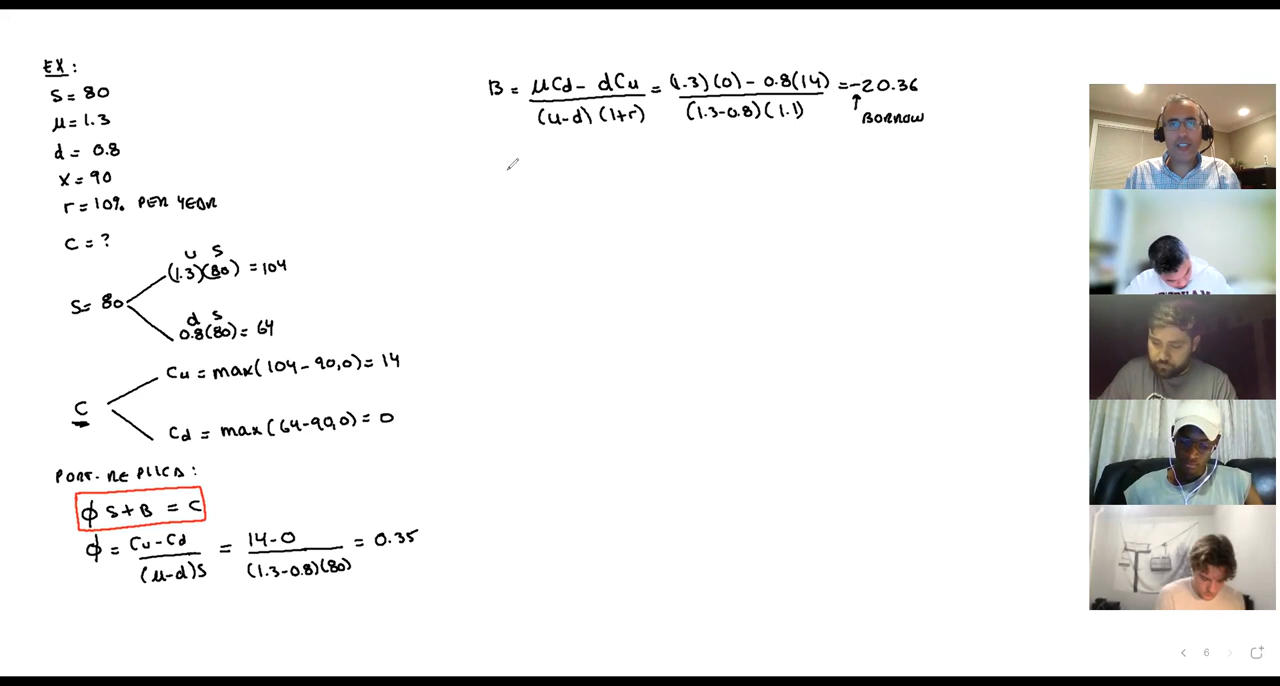 EX:
S = 80
μ = 1.3
d = 0.8
X = 90
r = 10% PER YEAR
C = ?
u S
(1.3)(80) = 104
S = 80
d S
0.8(80) = 64
Cu = max(104 - 90,0) = 14
C
Cd = max(64-90,0) = 0
PORT. REPLICA:
ϕ S + B = C
ϕ = Cu - Cd / (μ-d)S = 14-0 / (1.3-0.8)(80) = 0.35
B = μCd - dCu / (u-d)(1+r) = (1.3)(0) - 0.8(14) / (1.3-0.8)(1.1) = -20.36
↑
BORROW
6